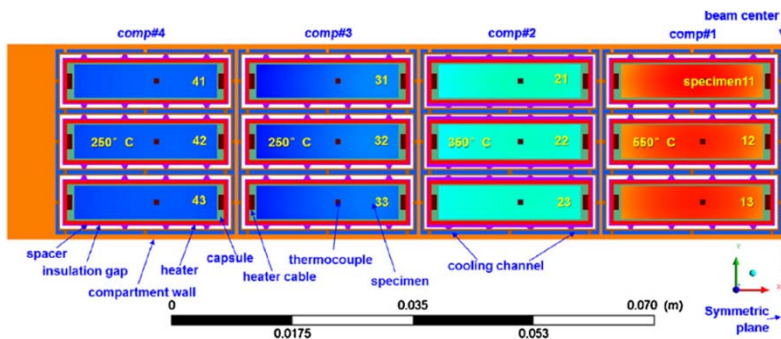 beam center
comp#4 comp#3 comp#2 comp#1
41 31 21 specimen11
250° C 42 250° C 32 350° C 22 550° C 12
43 33 23 13
spacer
insulation gap
compartment wall
heater
capsule
heater cable
thermocouple
specimen
cooling channel
Y
Z
X
Symmetric
plane
0 0.035 0.070 (m)
0.0175 0.053